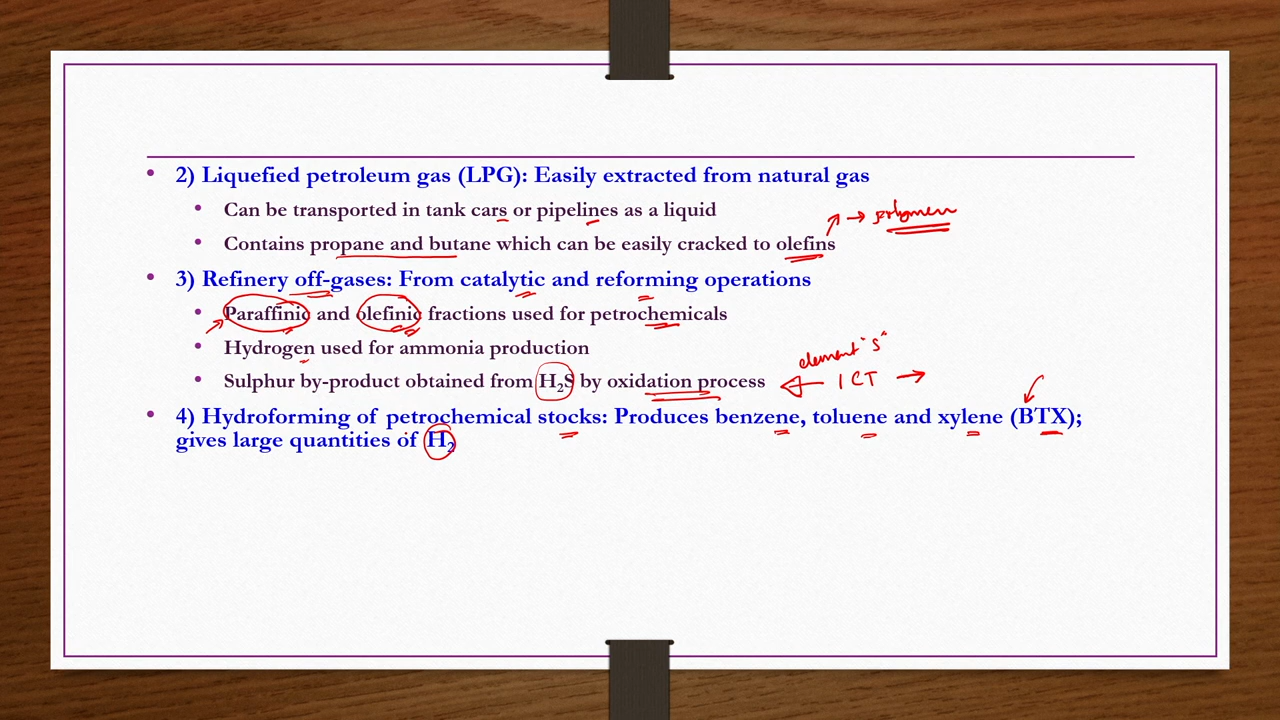 • 2) Liquefied petroleum gas (LPG): Easily extracted from natural gas
• Can be transported in tank cars or pipelines as a liquid
→ polymers
• Contains propane and butane which can be easily cracked to olefins
• 3) Refinery off-gases: From catalytic and reforming operations
• Paraffinic and olefinic fractions used for petrochemicals
• Hydrogen used for ammonia production
element "S"
• Sulphur by-product obtained from H₂S by oxidation process
← ICT →
• 4) Hydroforming of petrochemical stocks: Produces benzene, toluene and xylene (BTX);
gives large quantities of H₂